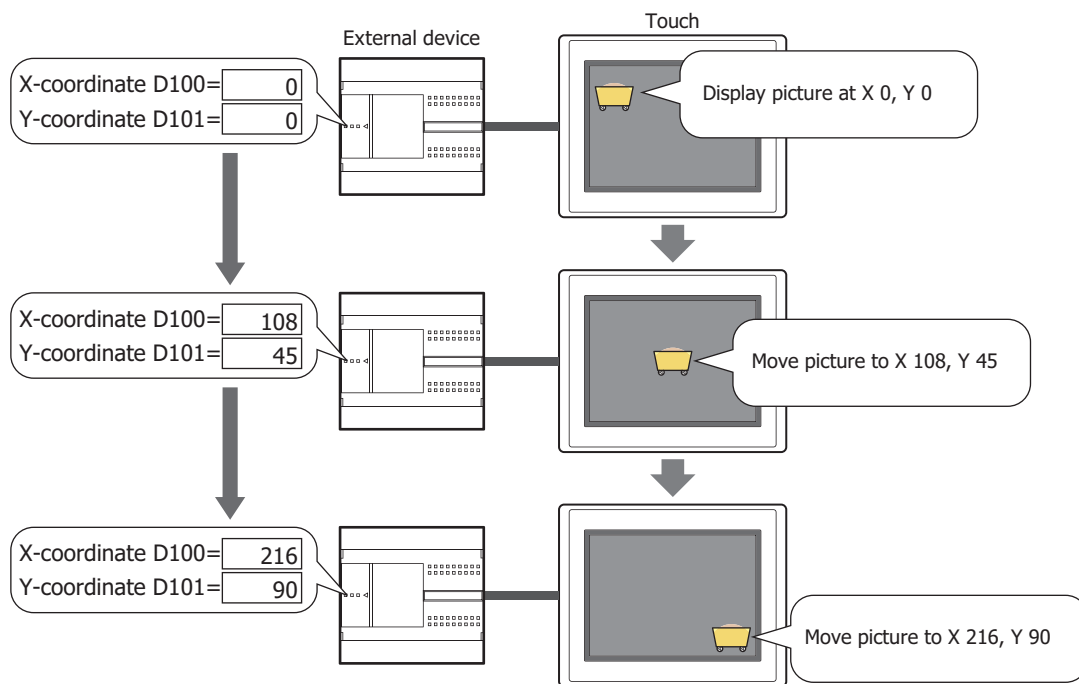 External device
Touch
X-coordinate D100= 0
Y-coordinate D101= 0
Display picture at X 0, Y 0
X-coordinate D100= 108
Y-coordinate D101= 45
Move picture to X 108, Y 45
X-coordinate D100= 216
Y-coordinate D101= 90
Move picture to X 216, Y 90